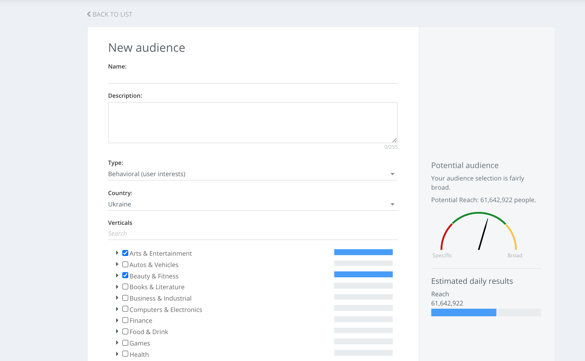 BACK TO LIST
New audience
Name:
Description:
0/255
Type:
Behavioral (user interests)
Country:
Ukraine
Verticals
Search
Arts & Entertainment
Autos & Vehicles
Beauty & Fitness
Books & Literature
Business & Industrial
Computers & Electronics
Finance
Food & Drink
Games
Health
Potential audience
Your audience selection is fairly
broad.
Potential Reach: 61,642,922 people.
Specific
Broad
Estimated daily results
Reach
61,642,922